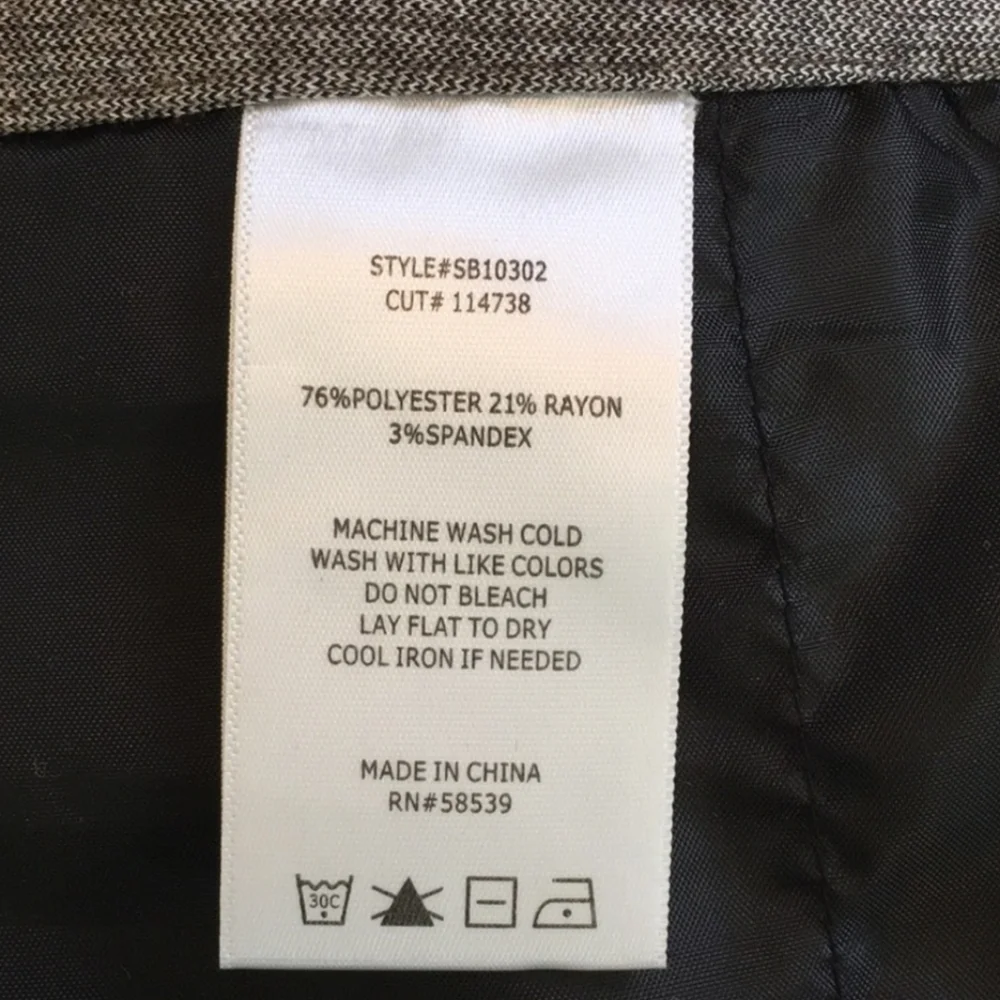 STYLE#SB10302
CUT# 114738
76%POLYESTER 21% RAYON
3%SPANDEX
MACHINE WASH COLD
WASH WITH LIKE COLORS
DO NOT BLEACH
LAY FLAT TO DRY
COOL IRON IF NEEDED
MADE IN CHINA
RN#58539
30C